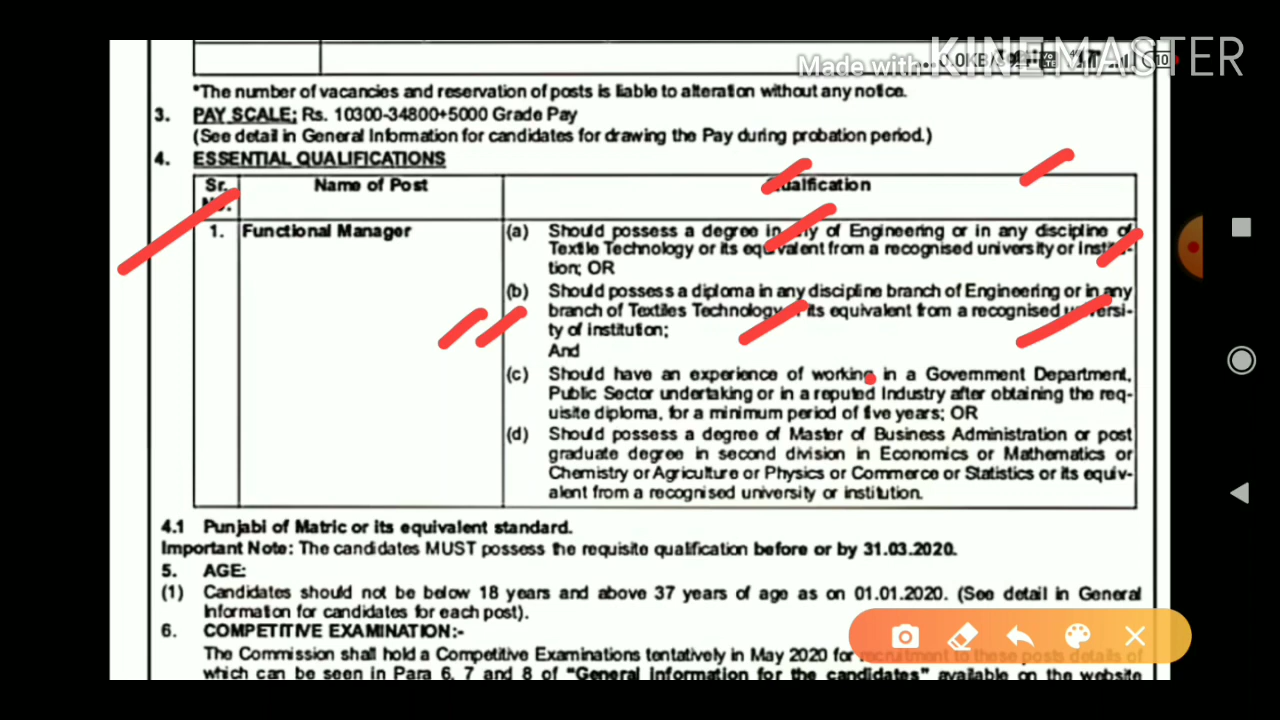 Made with KINEMASTER
0.0KB/s
*The number of vacancies and reservation of posts is liable to alteration without any notice.
3. PAY SCALE; Rs. 10300-34800+5000 Grade Pay
(See detail in General Information for candidates for drawing the Pay during probation period.)
4. ESSENTIAL QUALIFICATIONS
Sr. Name of Post Qualification
No.
1. Functional Manager (a) Should possess a degree in any of Engineering or in any discipline of
Textile Technology or its equivalent from a recognised university or Institu-
tion; OR
(b) Should possess a diploma in any discipline branch of Engineering or in any
branch of Textiles Technology or its equivalent from a recognised universi-
ty of institution;
And
(c) Should have an experience of working in a Government Department,
Public Sector undertaking or in a reputed Industry after obtaining the req-
uisite diploma, for a minimum period of five years; OR
(d) Should possess a degree of Master of Business Administration or post
graduate degree in second division in Economics or Mathematics or
Chemistry or Agriculture or Physics or Commerce or Statistics or its equiv-
alent from a recognised university or institution.
4.1 Punjabi of Matric or its equivalent standard.
Important Note: The candidates MUST possess the requisite qualification before or by 31.03.2020.
5. AGE:
(1) Candidates should not be below 18 years and above 37 years of age as on 01.01.2020. (See detail in General
Information for candidates for each post).
6. COMPETITIVE EXAMINATION:-
The Commission shall hold a Competitive Examinations tentatively in May 2020 for recruitment to these posts details of
which can be seen in Para 6, 7 and 8 of "General Information for the candidates" available on the website